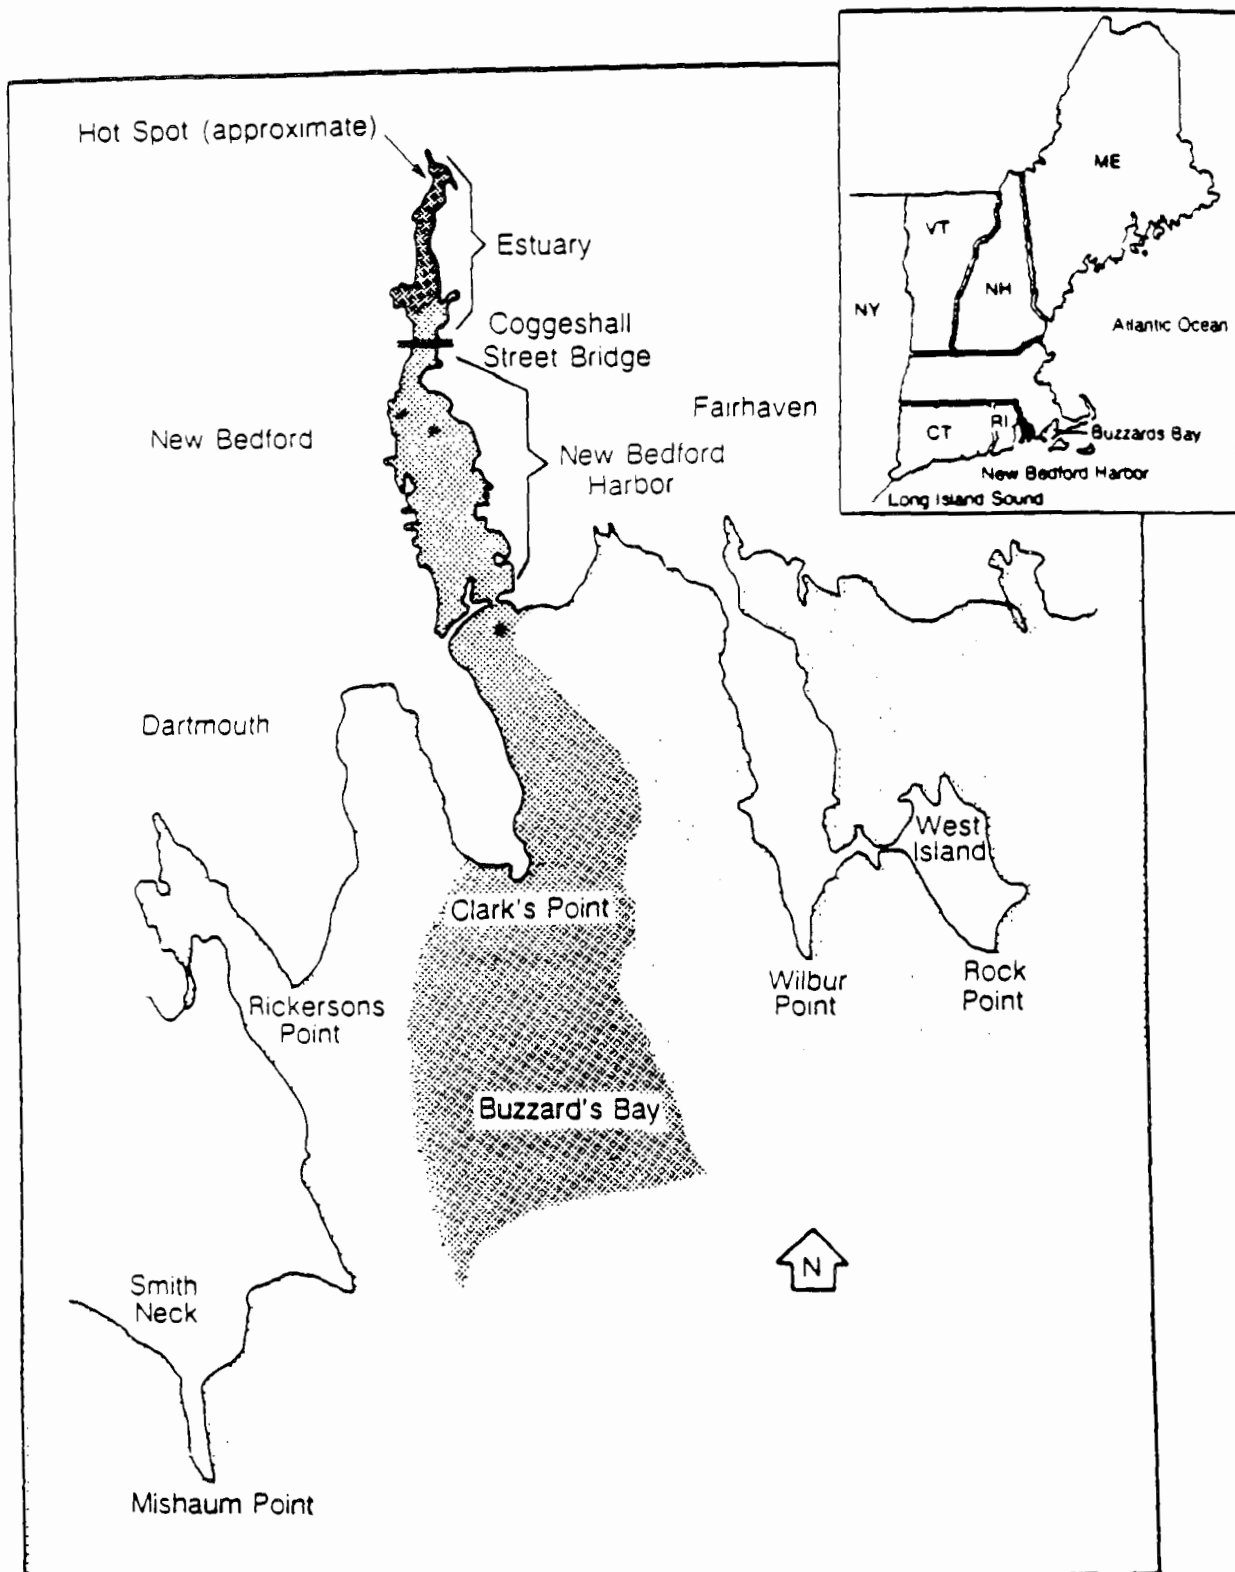 Hot Spot (approximate)
Estuary
Coggeshall
Street Bridge
New Bedford
Fairhaven
New Bedford
Harbor
Dartmouth
West
Island
Clark's Point
Wilbur
Point
Rock
Point
Rickersons
Point
Buzzard's Bay
N
Smith
Neck
Mishaum Point
ME
VT
NH
NY
Atlantic Ocean
CT
RI
Buzzards Bay
New Bedford Harbor
Long Island Sound